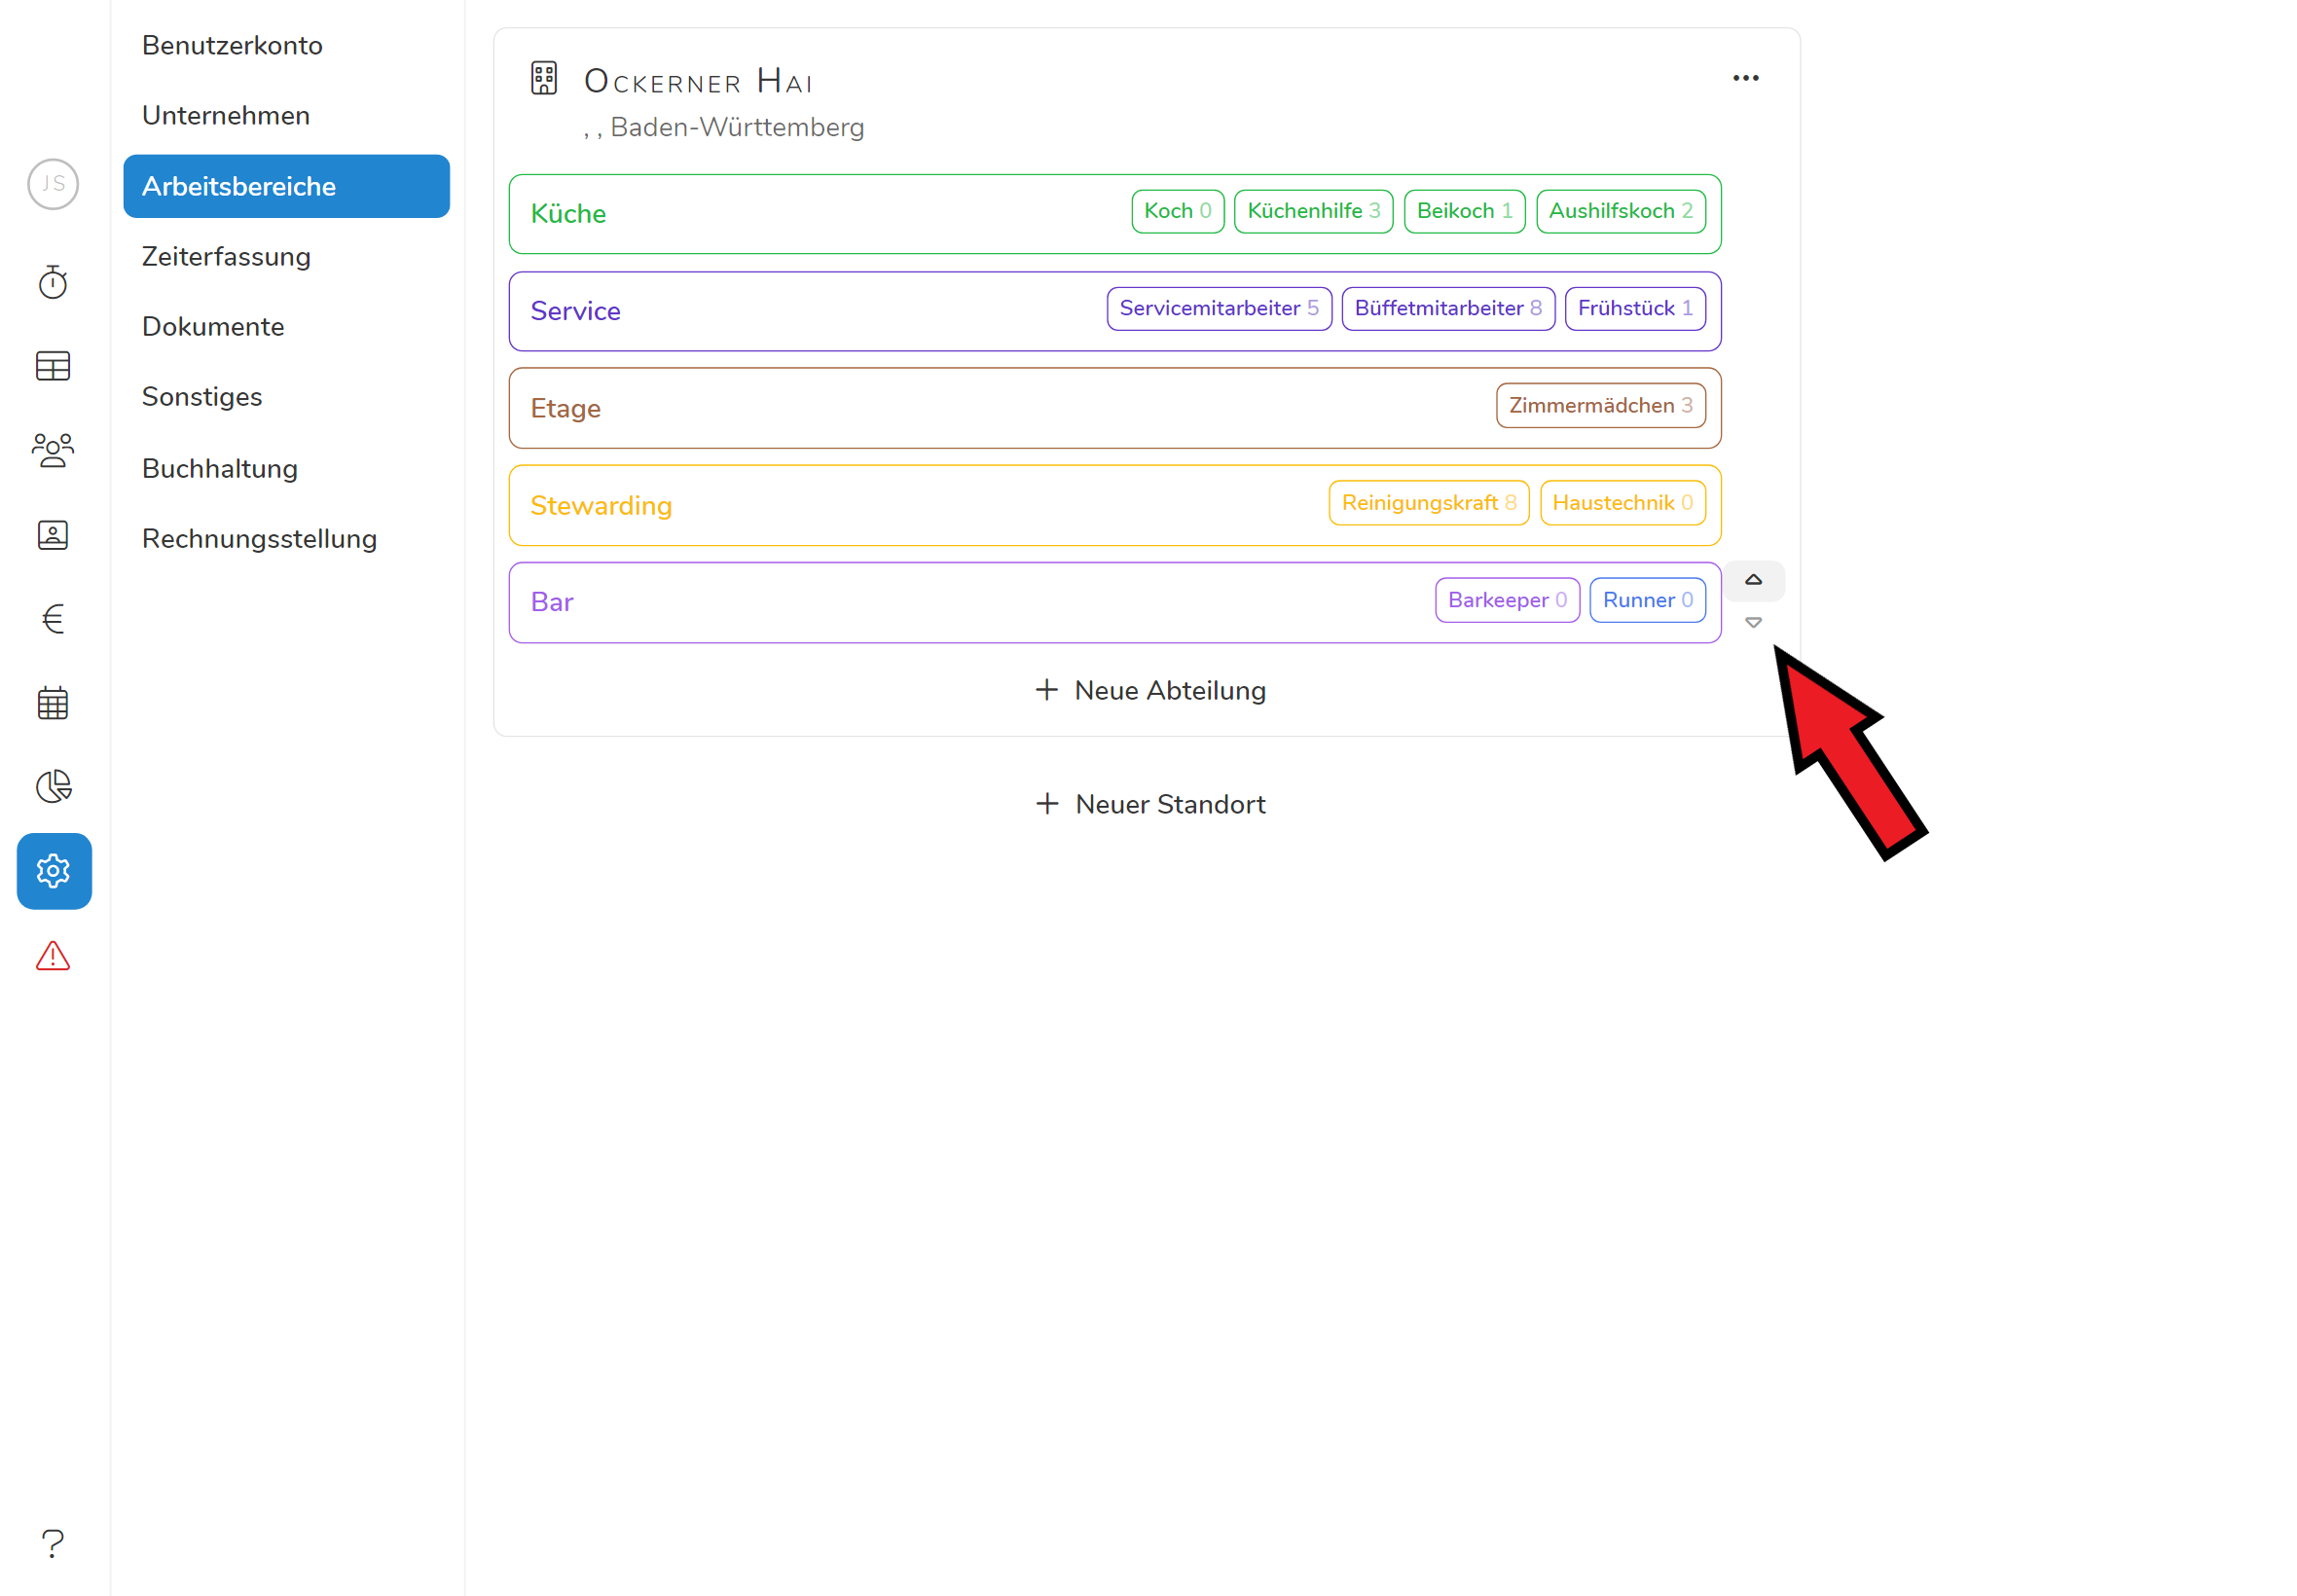 JS
Benutzerkonto
Unternehmen
Arbeitsbereiche
Zeiterfassung
Dokumente
Sonstiges
Buchhaltung
Rechnungsstellung
Ockerner Hai
, , Baden-Württemberg
Küche Koch 0 Küchenhilfe 3 Beikoch 1 Aushilfskoch 2
Service Servicemitarbeiter 5 Büffetmitarbeiter 8 Frühstück 1
Etage Zimmermädchen 3
Stewarding Reinigungskraft 8 Haustechnik 0
Bar Barkeeper 0 Runner 0
+ Neue Abteilung
+ Neuer Standort